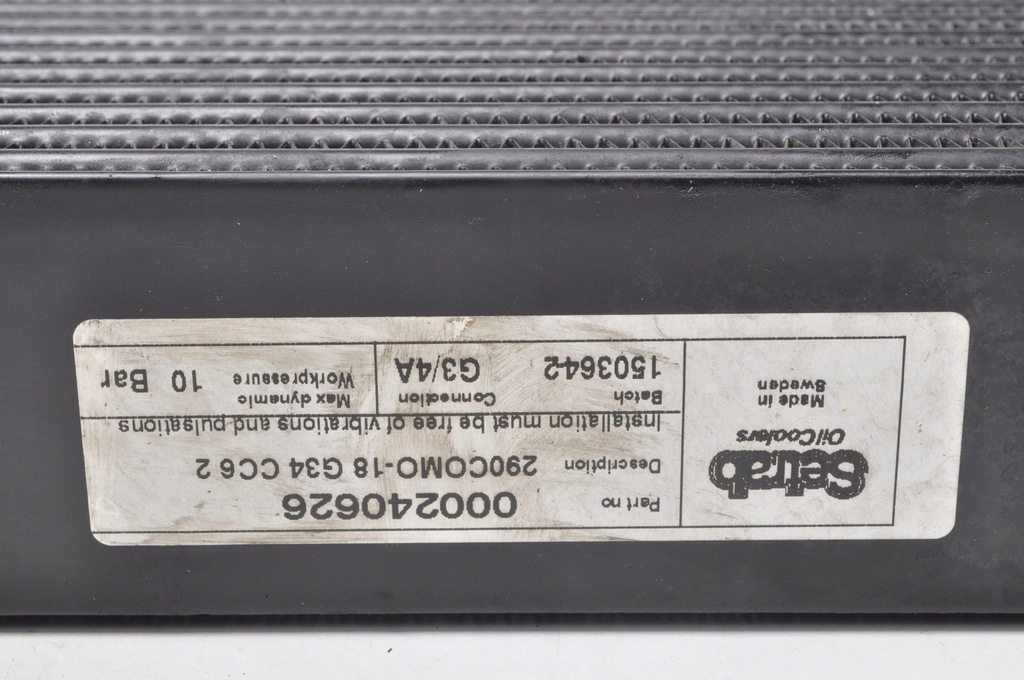 Setrab
Oil Coolers
Made in
Sweden
Part no 000240626
Description 290COMO-18 G34 CC6 2
Installation must be free of vibrations and pulsations
Batch
1503642
Connection
G3/4A
Max dynamic
Workpressure
10 Bar